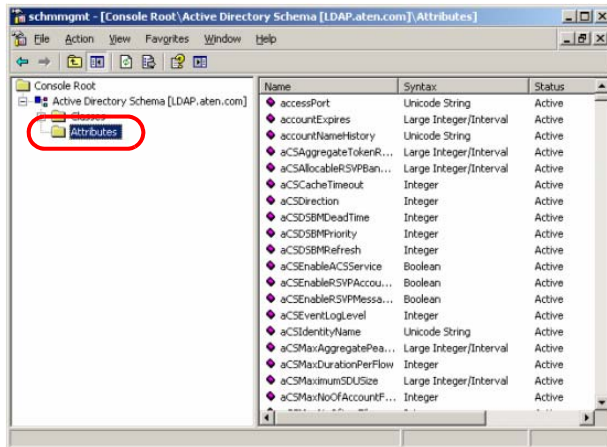 schmmgmt - [Console Root\Active Directory Schema [LDAP.aten.com]\Attributes]
File Action View Favorites Window Help
Console Root
Active Directory Schema [LDAP.aten.com]
Classes
Attributes
Name Syntax Status
accessPort Unicode String Active
accountExpires Large Integer/Interval Active
accountNameHistory Unicode String Active
aCSAggregateTokenR... Large Integer/Interval Active
aCSAllocableRSVPBan... Large Integer/Interval Active
aCSCacheTimeout Integer Active
aCSDirection Integer Active
aCSDSBMDeadTime Integer Active
aCSDSBMPriority Integer Active
aCSDSBMRefresh Integer Active
aCSEnableACSService Boolean Active
aCSEnableRSVPAccou... Boolean Active
aCSEnableRSVPMessa... Boolean Active
aCSEventLogLevel Integer Active
aCSIdentityName Unicode String Active
aCSMaxAggregatePea... Large Integer/Interval Active
aCSMaxDurationPerFlow Integer Active
aCSMaximumSDUSize Large Integer/Interval Active
aCSMaxNoOfAccountF... Integer Active